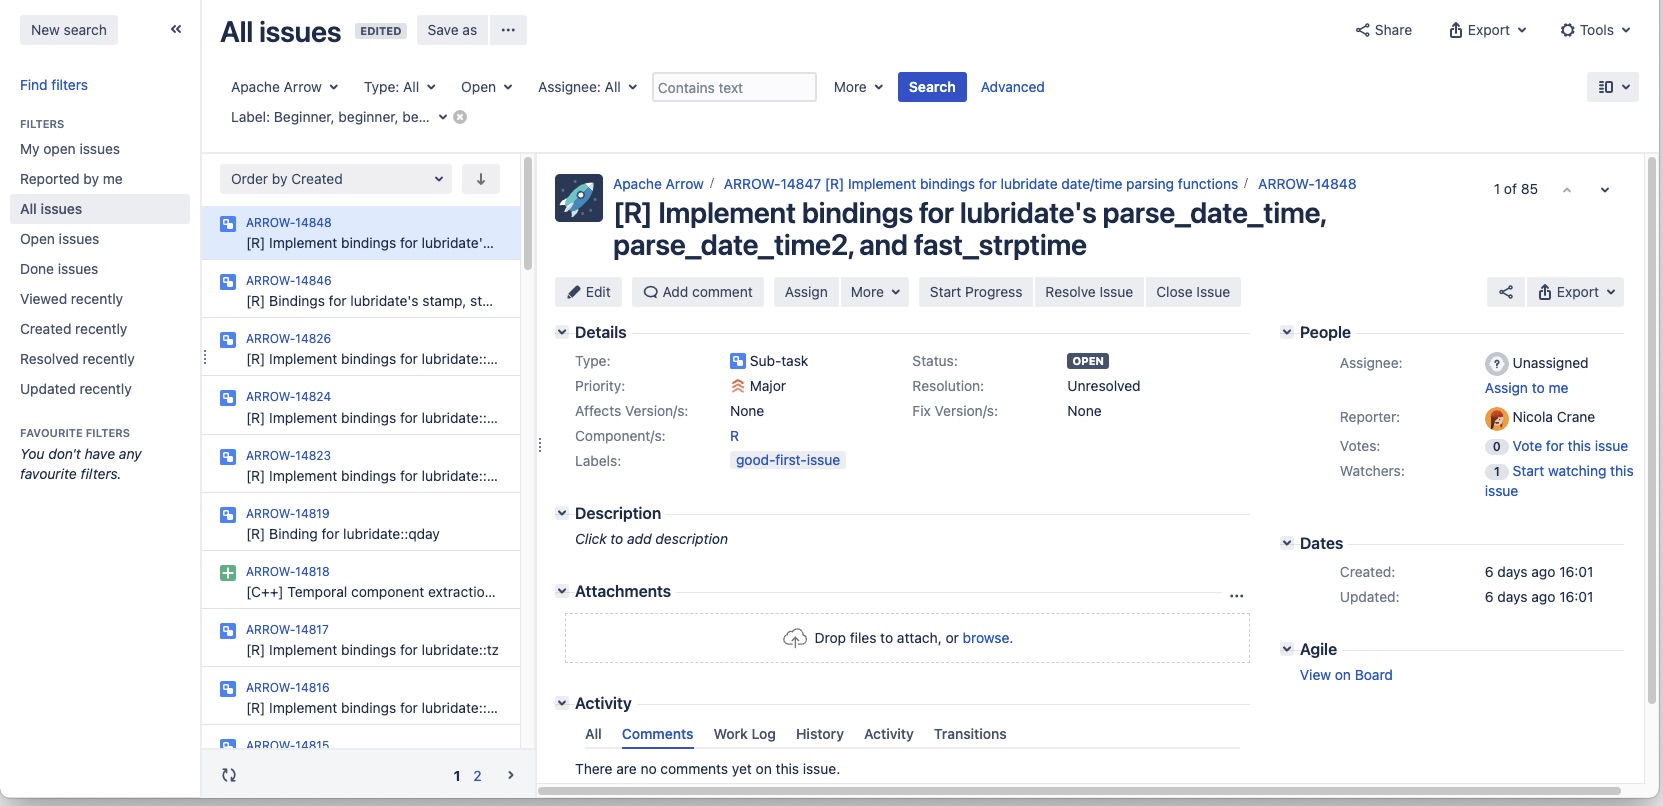 New search
«
Find filters
FILTERS
My open issues
Reported by me
All issues
Open issues
Done issues
Viewed recently
Created recently
Resolved recently
Updated recently
FAVOURITE FILTERS
You don't have any
favourite filters.
All issues EDITED Save as ...
Share Export Tools
Apache Arrow Type: All Open Assignee: All Contains text More Search Advanced
Label: Beginner, beginner, be...
Order by Created
ARROW-14848
[R] Implement bindings for lubridate'...
ARROW-14846
[R] Bindings for lubridate's stamp, st...
ARROW-14826
[R] Implement bindings for lubridate::...
ARROW-14824
[R] Implement bindings for lubridate::...
ARROW-14823
[R] Implement bindings for lubridate::...
ARROW-14819
[R] Binding for lubridate::qday
ARROW-14818
[C++] Temporal component extractio...
ARROW-14817
[R] Implement bindings for lubridate::tz
ARROW-14816
[R] Implement bindings for lubridate::...
ARROW-14815
1 2
Apache Arrow / ARROW-14847 [R] Implement bindings for lubridate date/time parsing functions / ARROW-14848
1 of 85
[R] Implement bindings for lubridate's parse_date_time,
parse_date_time2, and fast_strptime
Edit Add comment Assign More Start Progress Resolve Issue Close Issue Export
Details
Type: Sub-task Status: OPEN
Priority: Major Resolution: Unresolved
Affects Version/s: None Fix Version/s: None
Component/s: R
Labels: good-first-issue
Description
Click to add description
Attachments
...
Drop files to attach, or browse.
Activity
All Comments Work Log History Activity Transitions
There are no comments yet on this issue.
People
Assignee: ? Unassigned
Assign to me
Reporter: Nicola Crane
Votes: 0 Vote for this issue
Watchers: 1 Start watching this
issue
Dates
Created: 6 days ago 16:01
Updated: 6 days ago 16:01
Agile
View on Board